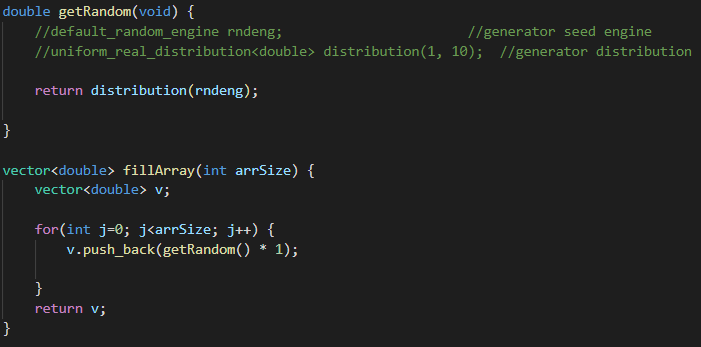 double getRandom(void) {
    //default_random_engine rndeng;                       //generator seed engine
    //uniform_real_distribution<double> distribution(1, 10);  //generator distribution

    return distribution(rndeng);

}

vector<double> fillArray(int arrSize) {
    vector<double> v;

    for(int j=0; j<arrSize; j++) {
        v.push_back(getRandom() * 1);

    }
    return v;
}